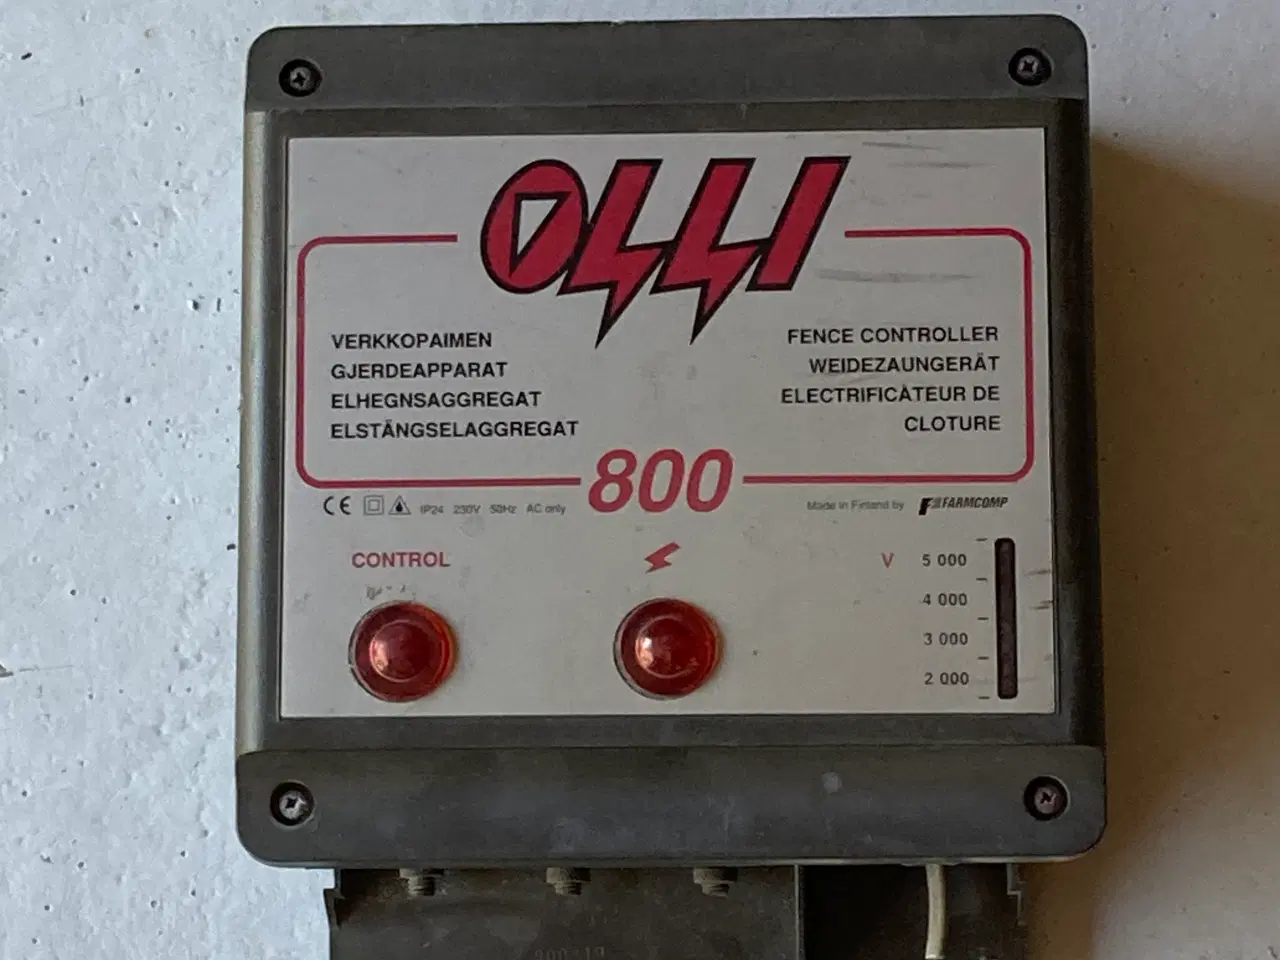 OLLI
VERKKOPAIMEN
GJERDEAPPARAT
ELHEGNSAGGREGAT
ELSTÄNGSELAGGREGAT
FENCE CONTROLLER
WEIDEZAUNGERÄT
ELECTRIFICATEUR DE
CLOTURE
800
CE IP24 230V 50Hz AC only
Made in Finland by FARMCOMP
CONTROL
V 5 000
4 000
3 000
2 000